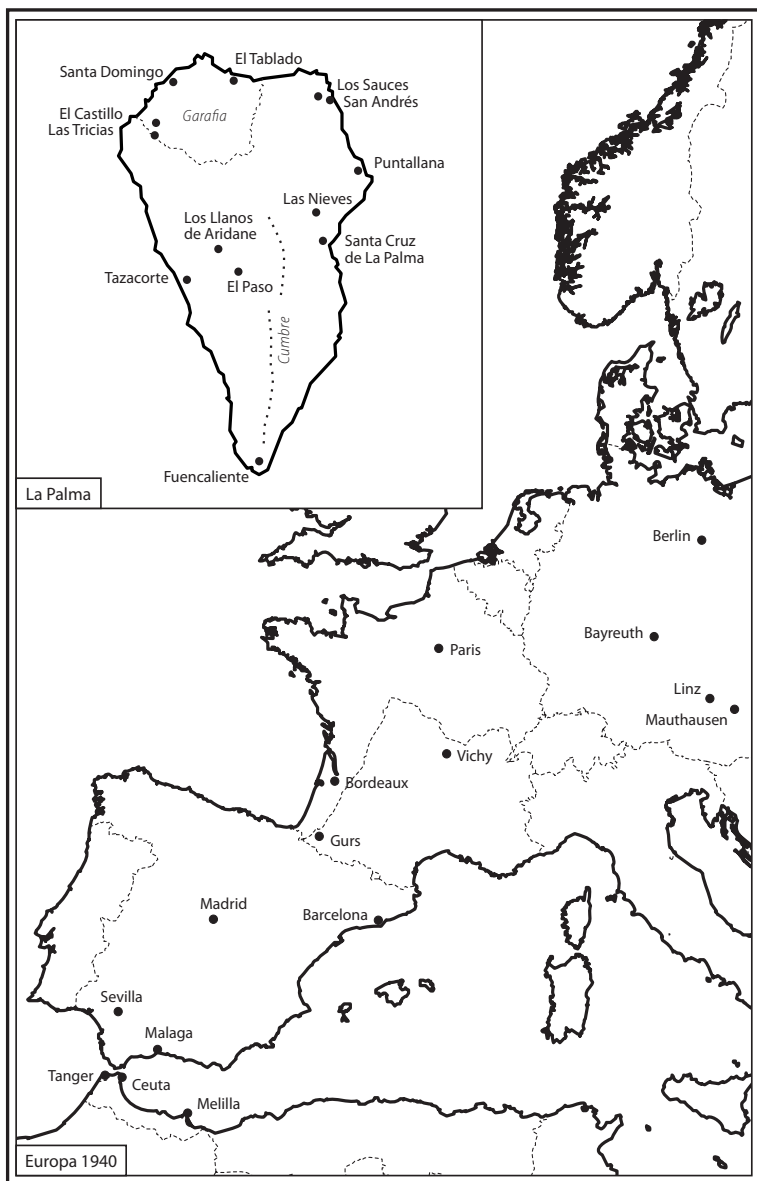 El Tablado
Santa Domingo
Los Sauces
San Andrés
Garafia
El Castillo
Las Tricias
Puntallana
Las Nieves
Los Llanos
de Aridane
Santa Cruz
de La Palma
Tazacorte
El Paso
Cumbre
Fuencaliente
La Palma
Berlin
Bayreuth
Paris
Linz
Mauthausen
Vichy
Bordeaux
Gurs
Madrid
Barcelona
Sevilla
Malaga
Tanger
Ceuta
Melilla
Europa 1940